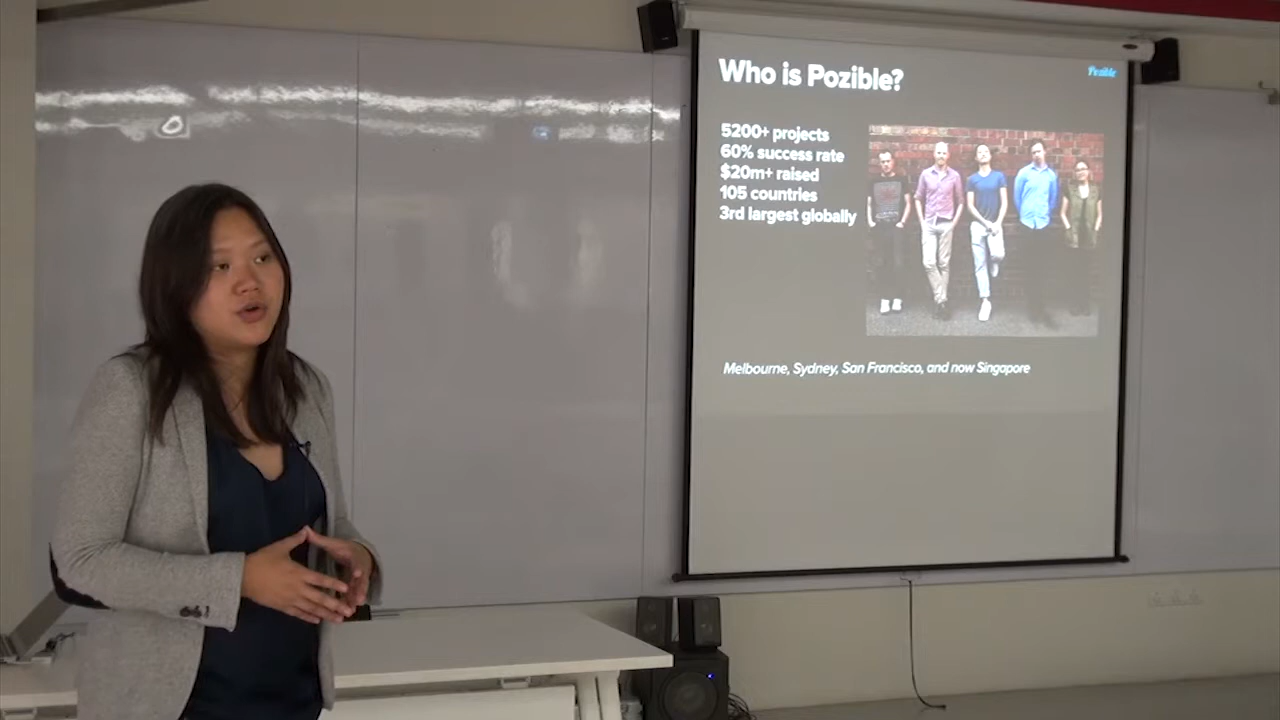 Who is Pozible?
Pozible
5200+ projects
60% success rate
$20m+ raised
105 countries
3rd largest globally
Melbourne, Sydney, San Francisco, and now Singapore